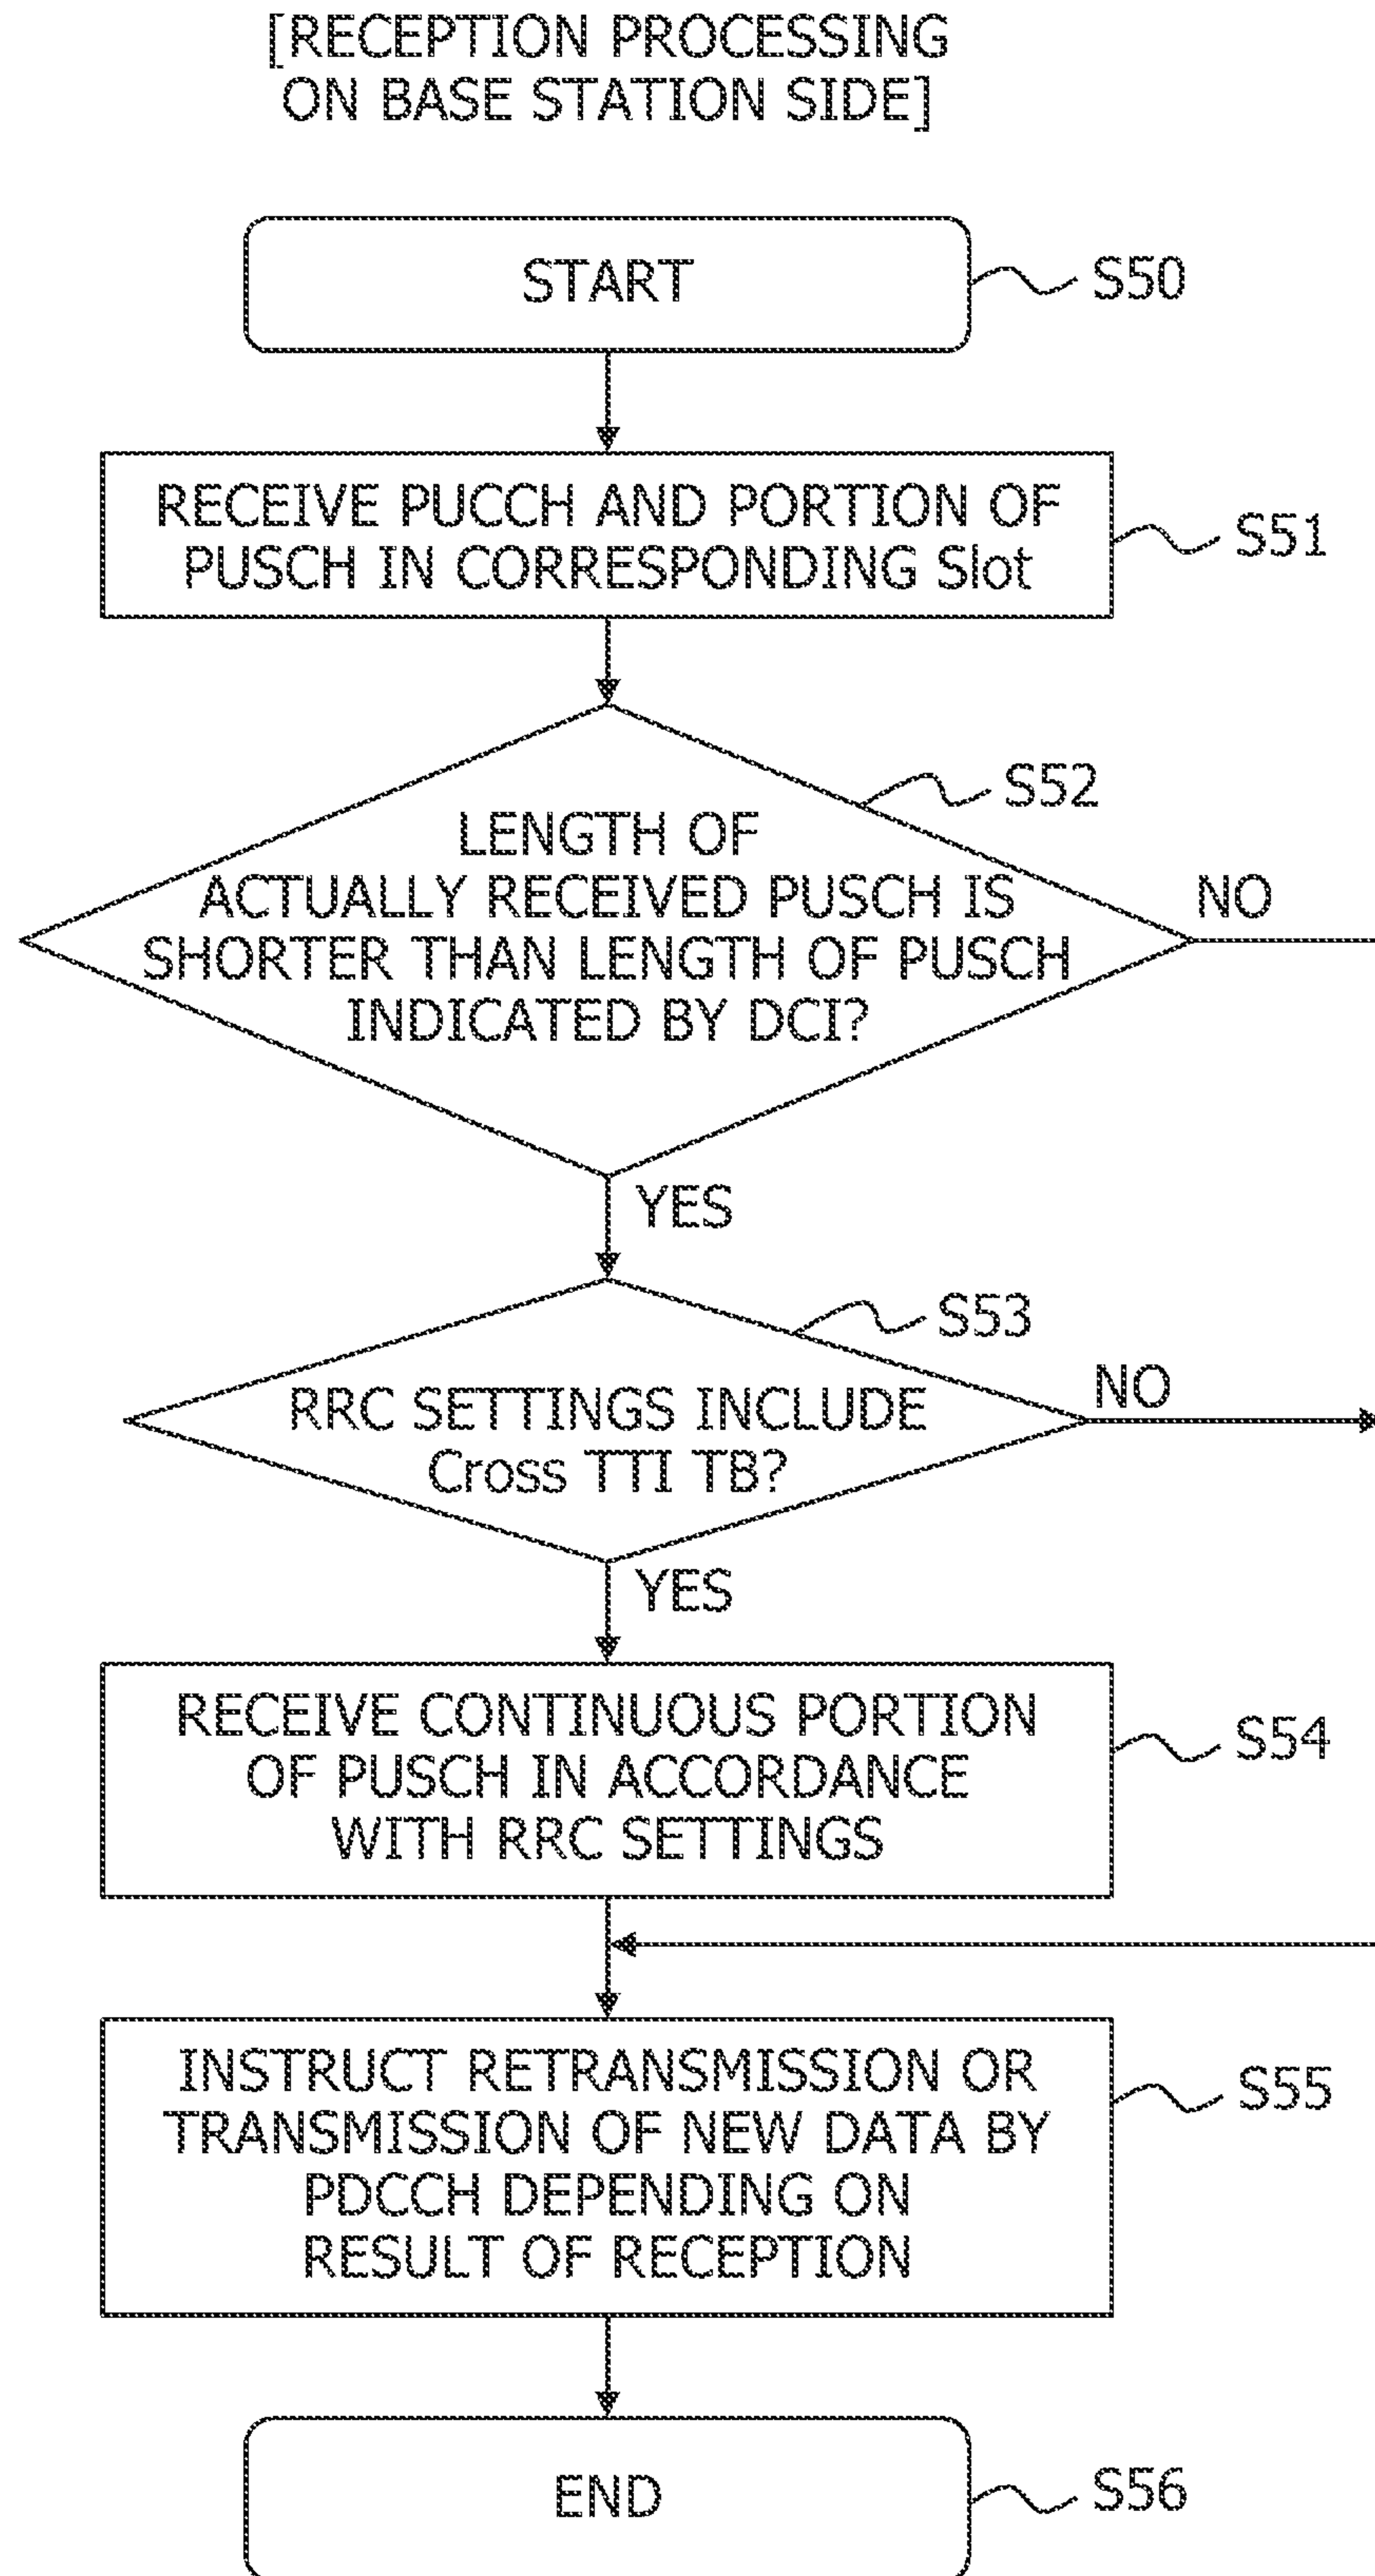 [RECEPTION PROCESSING
ON BASE STATION SIDE]
START
S50
RECEIVE PUCCH AND PORTION OF
PUSCH IN CORRESPONDING Slot
S51
S52
LENGTH OF
ACTUALLY RECEIVED PUSCH IS
SHORTER THAN LENGTH OF PUSCH
INDICATED BY DCI?
NO
YES
S53
RRC SETTINGS INCLUDE
Cross TTI TB?
NO
YES
RECEIVE CONTINUOUS PORTION
OF PUSCH IN ACCORDANCE
WITH RRC SETTINGS
S54
INSTRUCT RETRANSMISSION OR
TRANSMISSION OF NEW DATA BY
PDCCH DEPENDING ON
RESULT OF RECEPTION
S55
END
S56